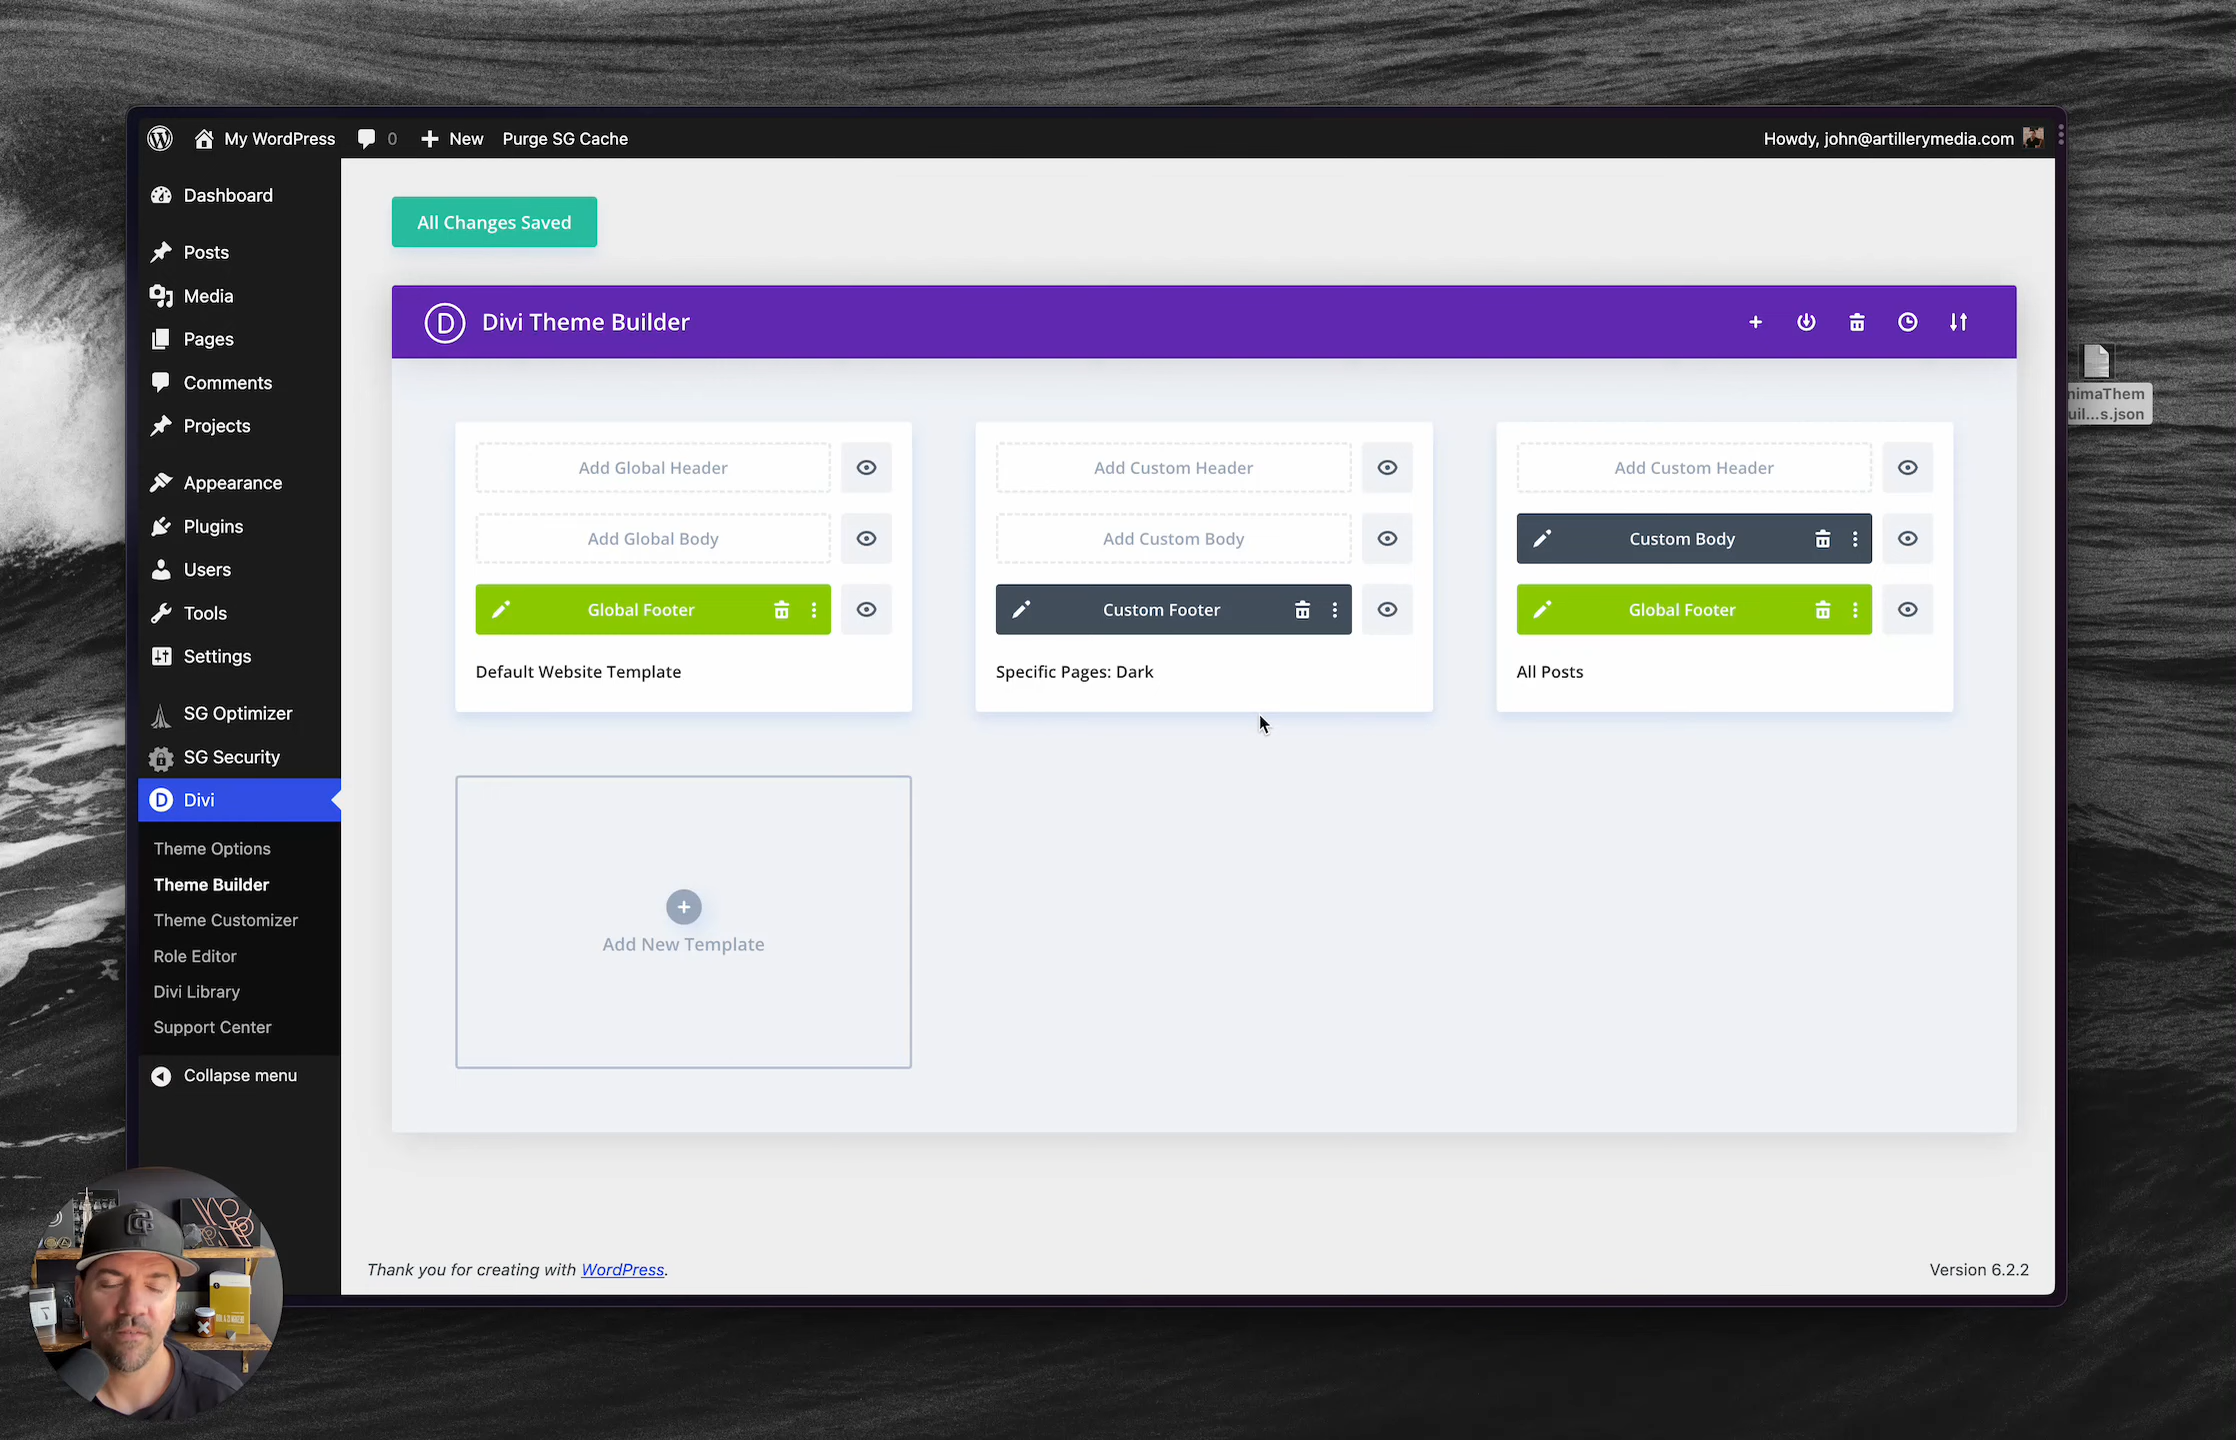 My WordPress
0
New
Purge SG Cache
Howdy, john@artillerymedia.com
Dashboard
Posts
Media
Pages
Comments
Projects
Appearance
Plugins
Users
Tools
Settings
SG Optimizer
SG Security
Divi
Theme Options
Theme Builder
Theme Customizer
Role Editor
Divi Library
Support Center
Collapse menu
All Changes Saved
D
Divi Theme Builder
Add Global Header
Add Global Body
Global Footer
Default Website Template
Add Custom Header
Add Custom Body
Custom Footer
Specific Pages: Dark
Add Custom Header
Custom Body
Global Footer
All Posts
Add New Template
Thank you for creating with WordPress.
Version 6.2.2
nimaThem
uil...s.json